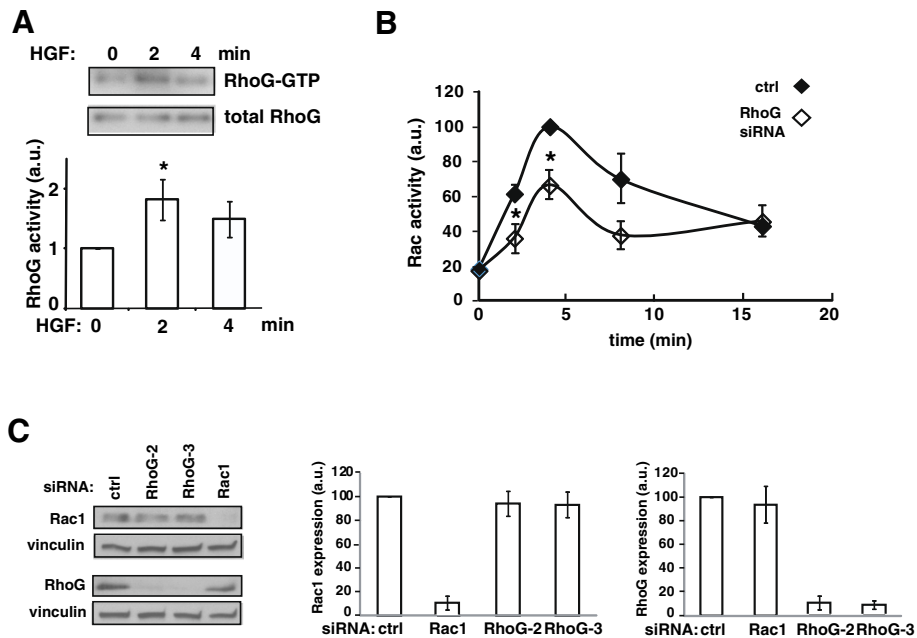 A
HGF: 0 2 4 min
RhoG-GTP
total RhoG
RhoG activity (a.u.)
2
*
1
0
HGF: 0 2 4 min
B
Rac activity (a.u.)
120
100
80
60
40
20
0
ctrl
RhoG
siRNA
*
*
0 5 10 15 20
time (min)
C
siRNA: ctrl RhoG-2 RhoG-3 Rac1
Rac1
vinculin
RhoG
vinculin
Rac1 expression (a.u.)
120
100
80
60
40
20
0
siRNA: ctrl Rac1 RhoG-2 RhoG-3
RhoG expression (a.u.)
120
100
80
60
40
20
0
siRNA: ctrl Rac1 RhoG-2 RhoG-3